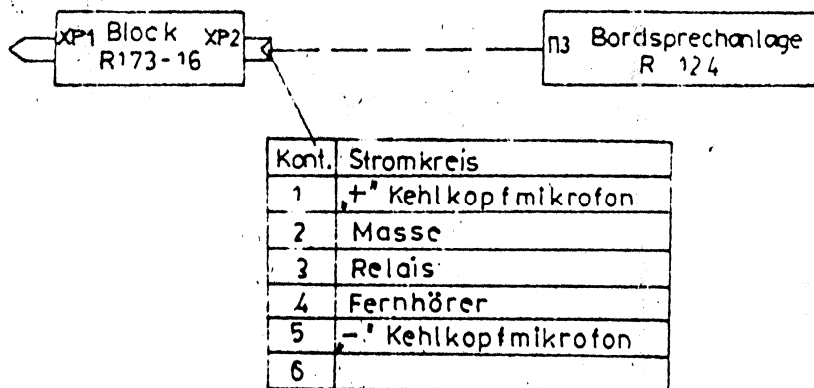 XP1 Block XP2
R173-16
П3 Bordsprechanlage
R 124
Kont. Stromkreis
1 „+" Kehlkopfmikrofon
2 Masse
3 Relais
4 Fernhörer
5 „-" Kehlkopfmikrofon
6